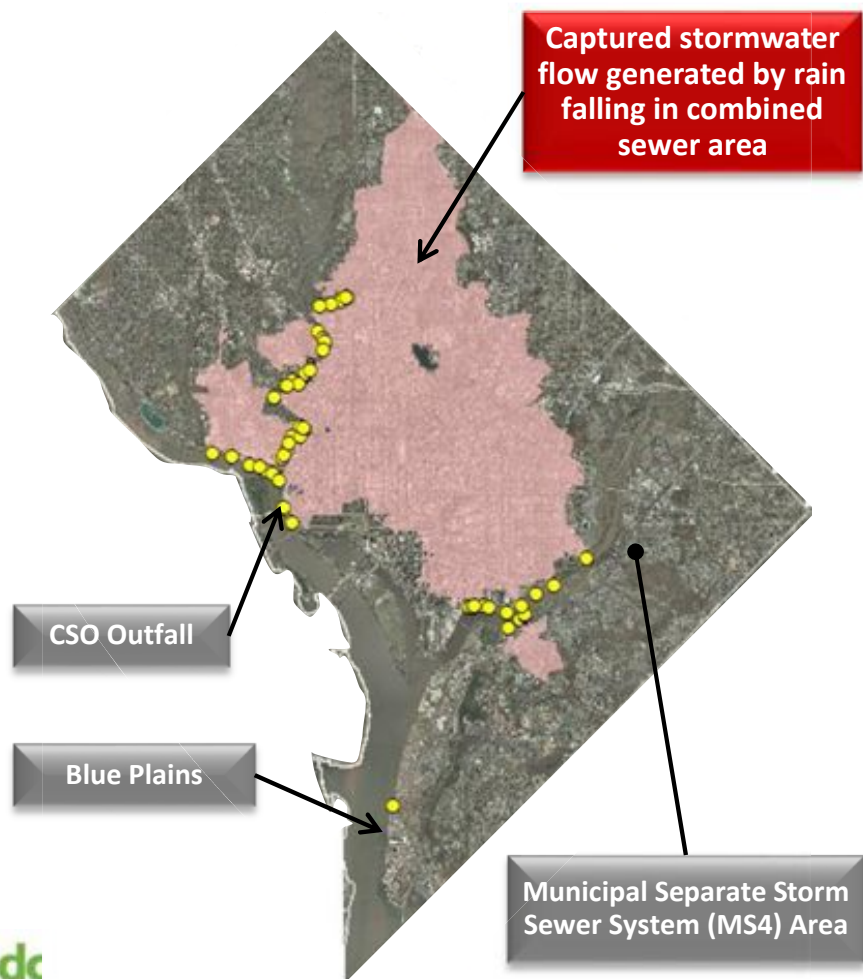 Captured stormwater
flow generated by rain
falling in combined
sewer area
CSO Outfall
Blue Plains
Municipal Separate Storm
Sewer System (MS4) Area